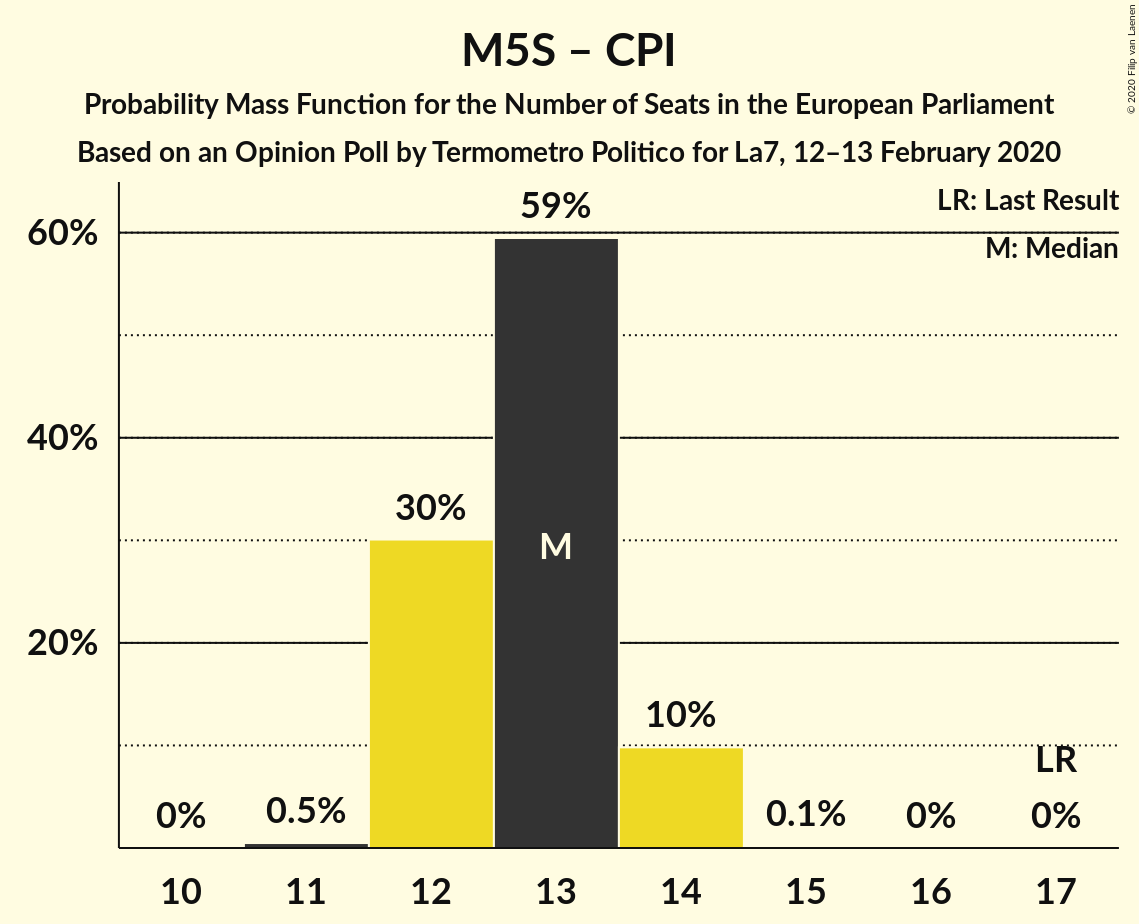 M5S – CPI
Probability Mass Function for the Number of Seats in the European Parliament
Based on an Opinion Poll by Termometro Politico for La7, 12–13 February 2020
© 2020 Filip van Laenen
LR: Last Result
M: Median
60%
40%
20%
0%
0.5%
30%
59%
M
10%
0.1%
0%
LR
0%
10 11 12 13 14 15 16 17